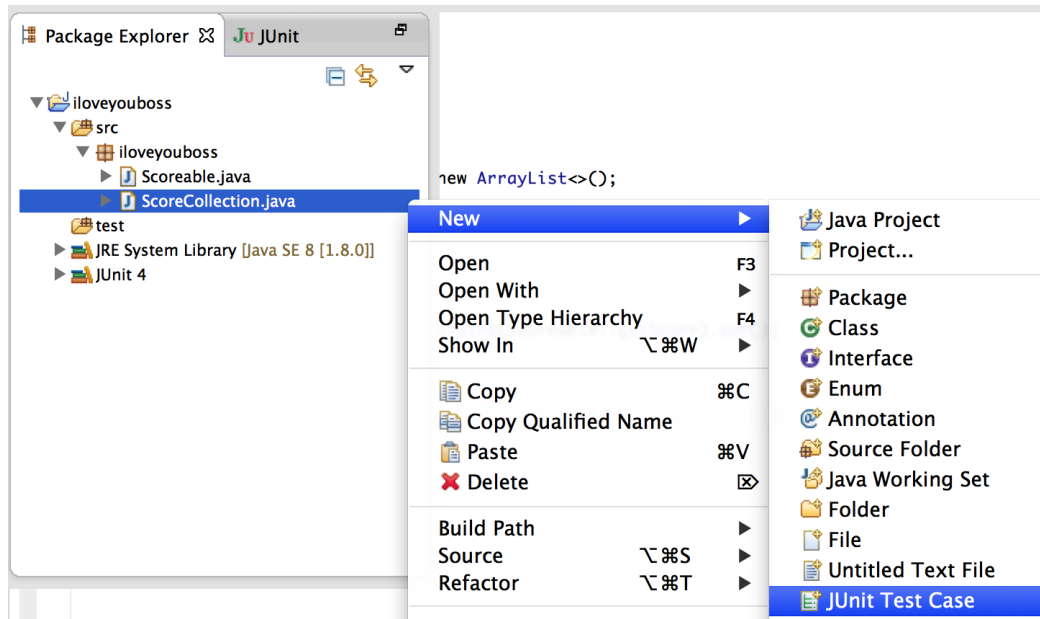 Package Explorer
JU JUnit
iloveyouboss
src
iloveyouboss
Scoreable.java
ScoreCollection.java
test
JRE System Library [Java SE 8 [1.8.0]]
JUnit 4
new ArrayList<>();
New
Open F3
Open With
Open Type Hierarchy F4
Show In ⌥⌘W
Copy ⌘C
Copy Qualified Name
Paste ⌘V
Delete ⌦
Build Path
Source ⌥⌘S
Refactor ⌥⌘T
Java Project
Project...
Package
Class
Interface
Enum
Annotation
Source Folder
Java Working Set
Folder
File
Untitled Text File
JUnit Test Case